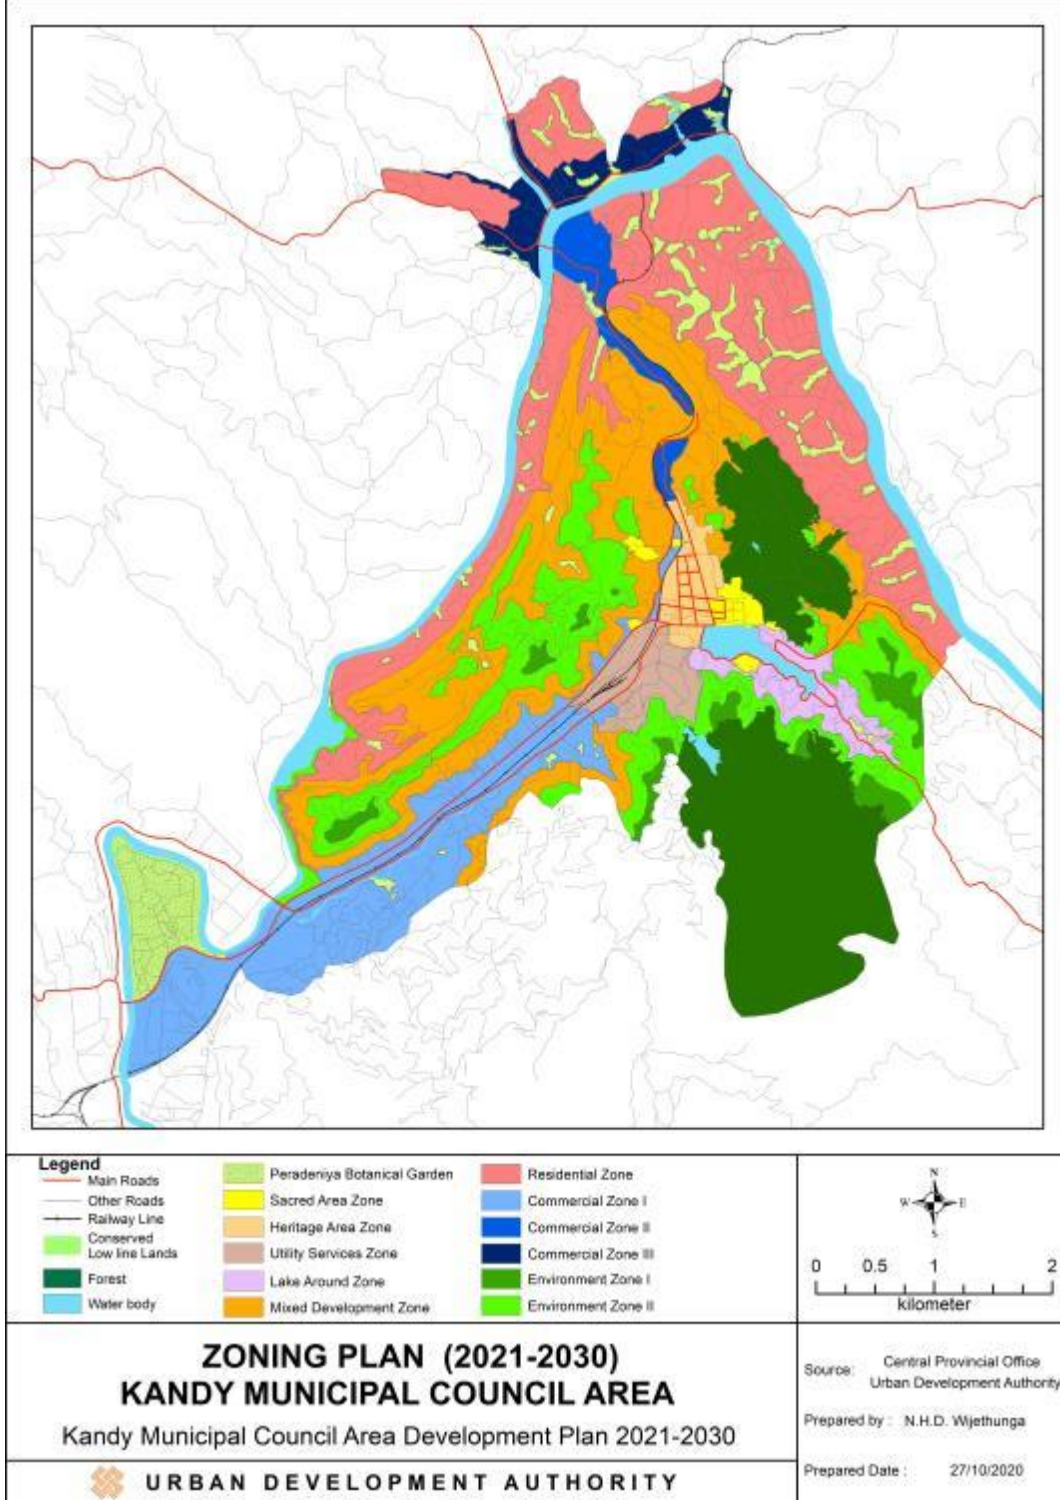 Legend
Main Roads
Other Roads
Railway Line
Conserved
Low line Lands
Forest
Water body
Peradeniya Botanical Garden
Sacred Area Zone
Heritage Area Zone
Utility Services Zone
Lake Around Zone
Mixed Development Zone
Residential Zone
Commercial Zone I
Commercial Zone II
Commercial Zone III
Environment Zone I
Environment Zone II
N
W E
S
0 0.5 1 2
kilometer
ZONING PLAN (2021-2030)
KANDY MUNICIPAL COUNCIL AREA
Kandy Municipal Council Area Development Plan 2021-2030
URBAN DEVELOPMENT AUTHORITY
Source: Central Provincial Office
Urban Development Authority
Prepared by : N.H.D. Wijethunga
Prepared Date : 27/10/2020